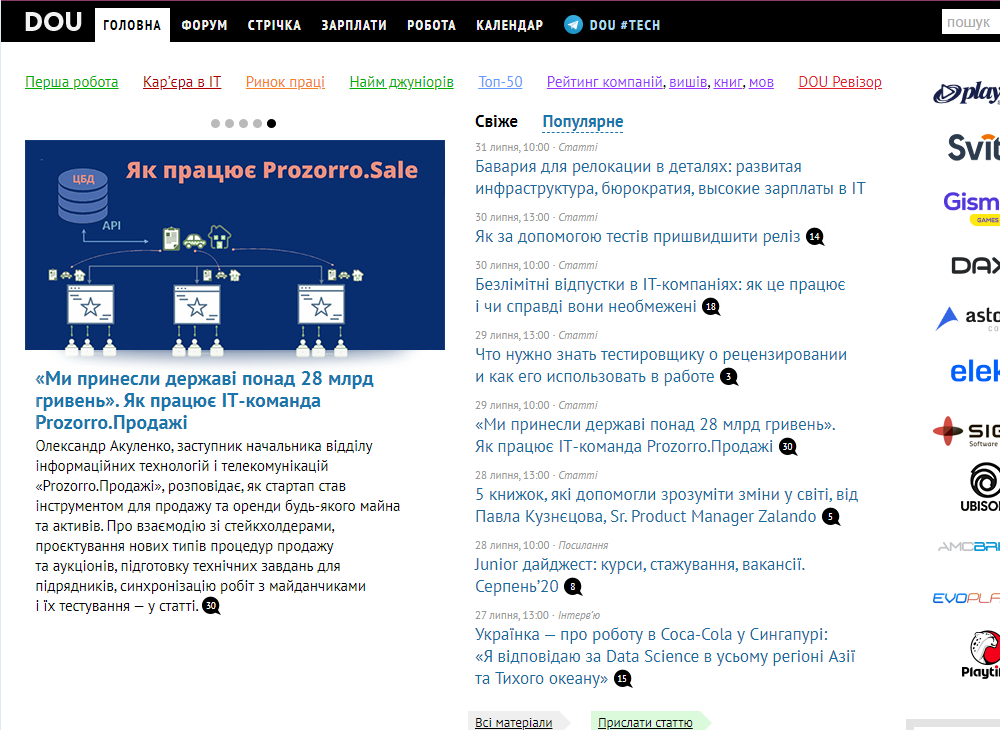 DOU ГОЛОВНА ФОРУМ СТРІЧКА ЗАРПЛАТИ РОБОТА КАЛЕНДАР DOU #TECH пошук
Перша робота Кар'єра в ІТ Ринок праці Найм джуніорів Топ-50 Рейтинг компаній, вишів, книг, мов DOU Ревізор
Як працює Prozorro.Sale
ЦБД
API
«Ми принесли державі понад 28 млрд
гривень». Як працює ІТ-команда
Prozorro.Продажі
Олександр Акуленко, заступник начальника відділу
інформаційних технологій і телекомунікацій
«Prozorro.Продажі», розповідає, як стартап став
інструментом для продажу та оренди будь-якого майна
та активів. Про взаємодію зі стейкхолдерами,
проєктування нових типів процедур продажу
та аукціонів, підготовку технічних завдань для
підрядників, синхронізацію робіт з майданчиками
і їх тестування — у статті. 30
Свіже Популярне
31 липня, 10:00 · Статті
Бавария для релокации в деталях: развитая
инфраструктура, бюрократия, высокие зарплаты в IT
30 липня, 13:00 · Статті
Як за допомогою тестів пришвидшити реліз 14
30 липня, 10:00 · Статті
Безлімітні відпустки в ІТ-компаніях: як це працює
і чи справді вони необмежені 18
29 липня, 13:00 · Статті
Что нужно знать тестировщику о рецензировании
и как его использовать в работе 3
29 липня, 10:00 · Статті
«Ми принесли державі понад 28 млрд гривень».
Як працює ІТ-команда Prozorro.Продажі 30
28 липня, 13:00 · Статті
5 книжок, які допомогли зрозуміти зміни у світі, від
Павла Кузнєцова, Sr. Product Manager Zalando 5
28 липня, 10:00 · Посилання
Junior дайджест: курси, стажування, вакансії.
Серпень'20 8
27 липня, 13:00 · Інтерв'ю
Українка — про роботу в Coca-Cola у Сингапурі:
«Я відповідаю за Data Science в усьому регіоні Азії
та Тихого океану» 15
Всі матеріали Прислати статтю
play
Svit
Gism
GAMES
DAX
asto
co
elek
SIG
Software
UBISO
AMCBR
EVOPLA
Playti